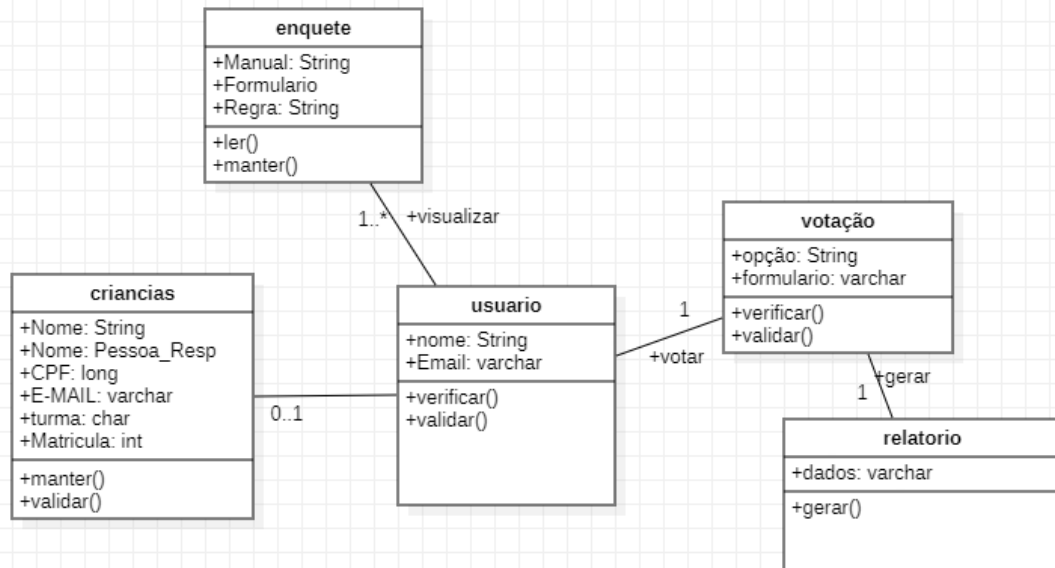 enquete
+Manual: String
+Formulario
+Regra: String
+ler()
+manter()
1..*
+visualizar
criancias
+Nome: String
+Nome: Pessoa_Resp
+CPF: long
+E-MAIL: varchar
+turma: char
+Matricula: int
+manter()
+validar()
0..1
usuario
+nome: String
+Email: varchar
+verificar()
+validar()
1
+votar
votação
+opção: String
+formulario: varchar
+verificar()
+validar()
+gerar
1
relatorio
+dados: varchar
+gerar()